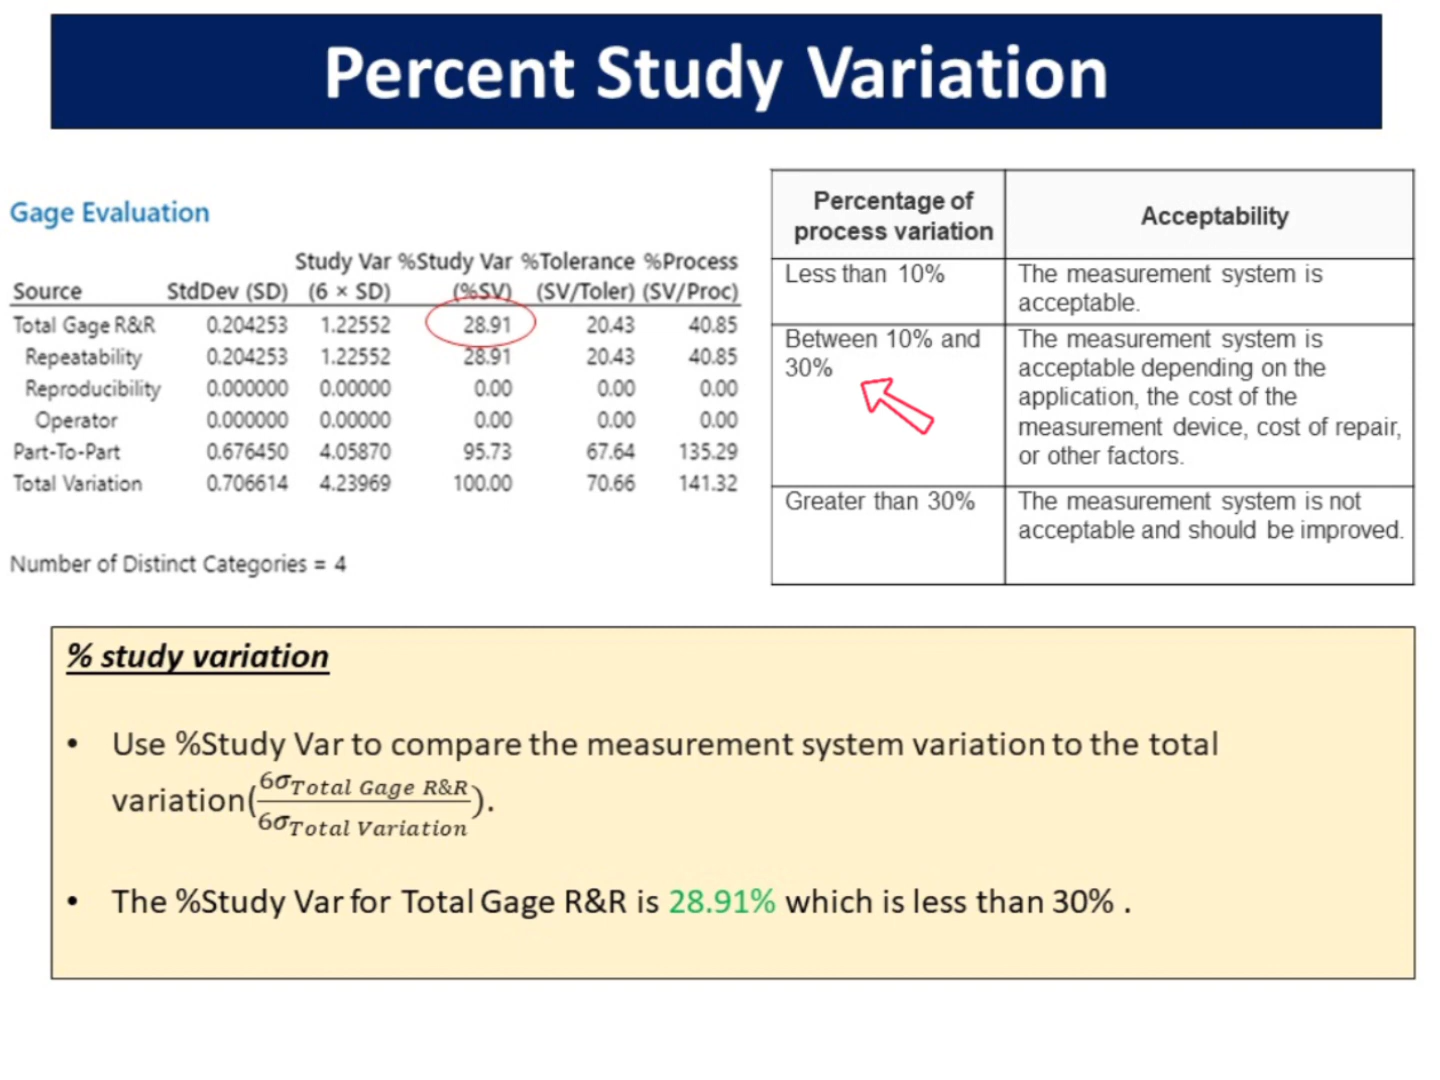 Percent Study Variation
Gage Evaluation
Study Var %Study Var %Tolerance %Process
Source StdDev (SD) (6 × SD) (%SV) (SV/Toler) (SV/Proc)
Total Gage R&R 0.204253 1.22552 28.91 20.43 40.85
Repeatability 0.204253 1.22552 28.91 20.43 40.85
Reproducibility 0.000000 0.00000 0.00 0.00 0.00
Operator 0.000000 0.00000 0.00 0.00 0.00
Part-To-Part 0.676450 4.05870 95.73 67.64 135.29
Total Variation 0.706614 4.23969 100.00 70.66 141.32
Number of Distinct Categories = 4
Percentage of
process variation
Acceptability
Less than 10%
The measurement system is
acceptable.
Between 10% and
30%
The measurement system is
acceptable depending on the
application, the cost of the
measurement device, cost of repair,
or other factors.
Greater than 30%
The measurement system is not
acceptable and should be improved.
% study variation
• Use %Study Var to compare the measurement system variation to the total
variation(6σTotal Gage R&R / 6σTotal Variation).
• The %Study Var for Total Gage R&R is 28.91% which is less than 30% .